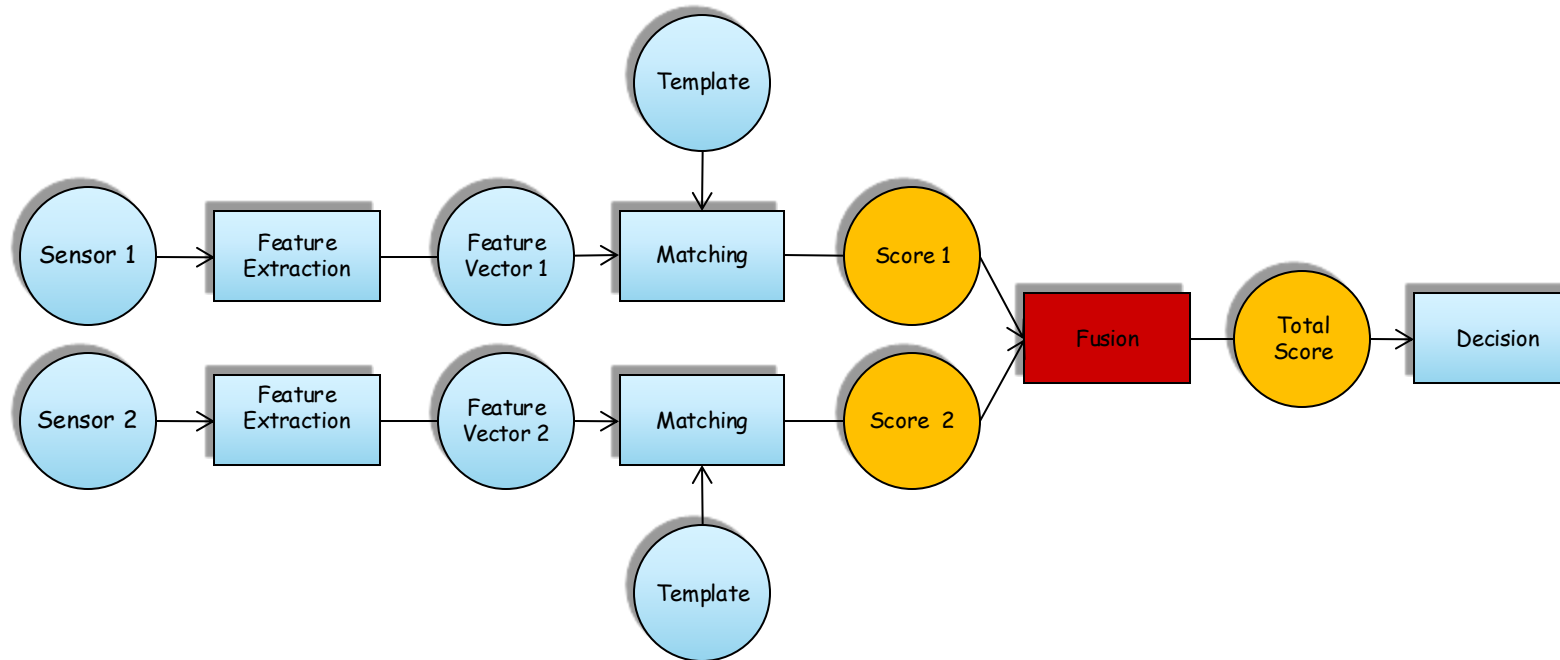 Template
Sensor 1
Feature
Extraction
Feature
Vector 1
Matching
Score 1
Fusion
Total
Score
Decision
Sensor 2
Feature
Extraction
Feature
Vector 2
Matching
Score 2
Template